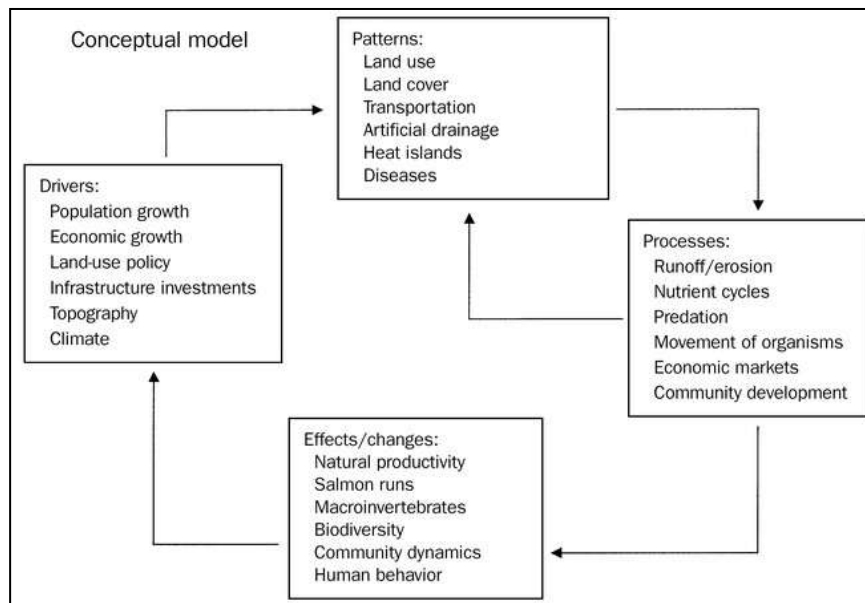 Conceptual model
Patterns:
Land use
Land cover
Transportation
Artificial drainage
Heat islands
Diseases
Drivers:
Population growth
Economic growth
Land-use policy
Infrastructure investments
Topography
Climate
Processes:
Runoff/erosion
Nutrient cycles
Predation
Movement of organisms
Economic markets
Community development
Effects/changes:
Natural productivity
Salmon runs
Macroinvertebrates
Biodiversity
Community dynamics
Human behavior